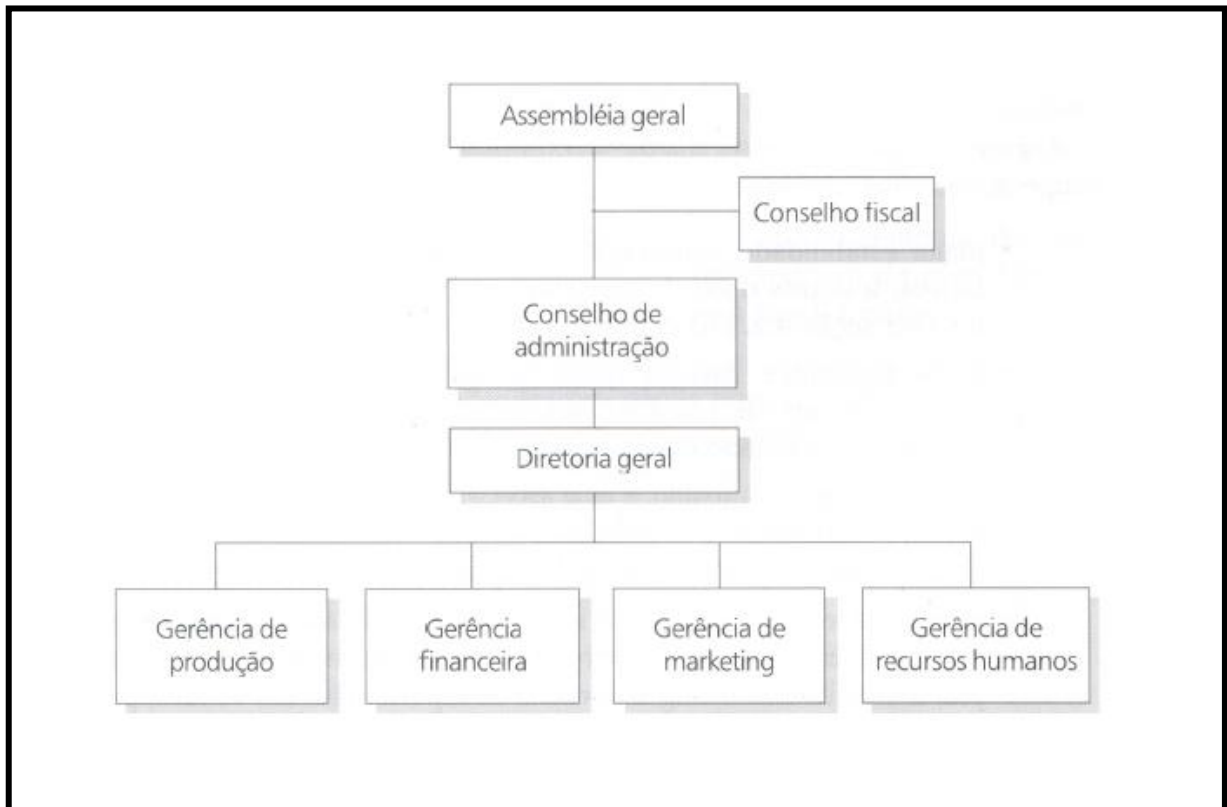 Assembléia geral
Conselho fiscal
Conselho de
administração
Diretoria geral
Gerência de
produção
Gerência
financeira
Gerência de
marketing
Gerência de
recursos humanos